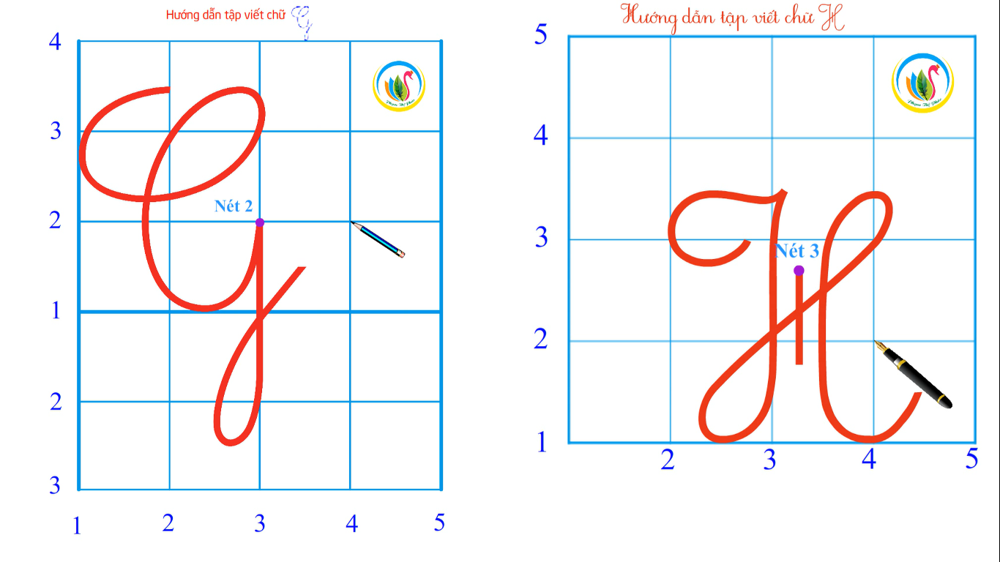 Hướng dẫn tập viết chữ G
4
3
2
1
2
3
1 2 3 4 5
Nét 2
G
Hướng dẫn tập viết chữ H
5
4
3
2
1
2 3 4 5
Nét 3
H